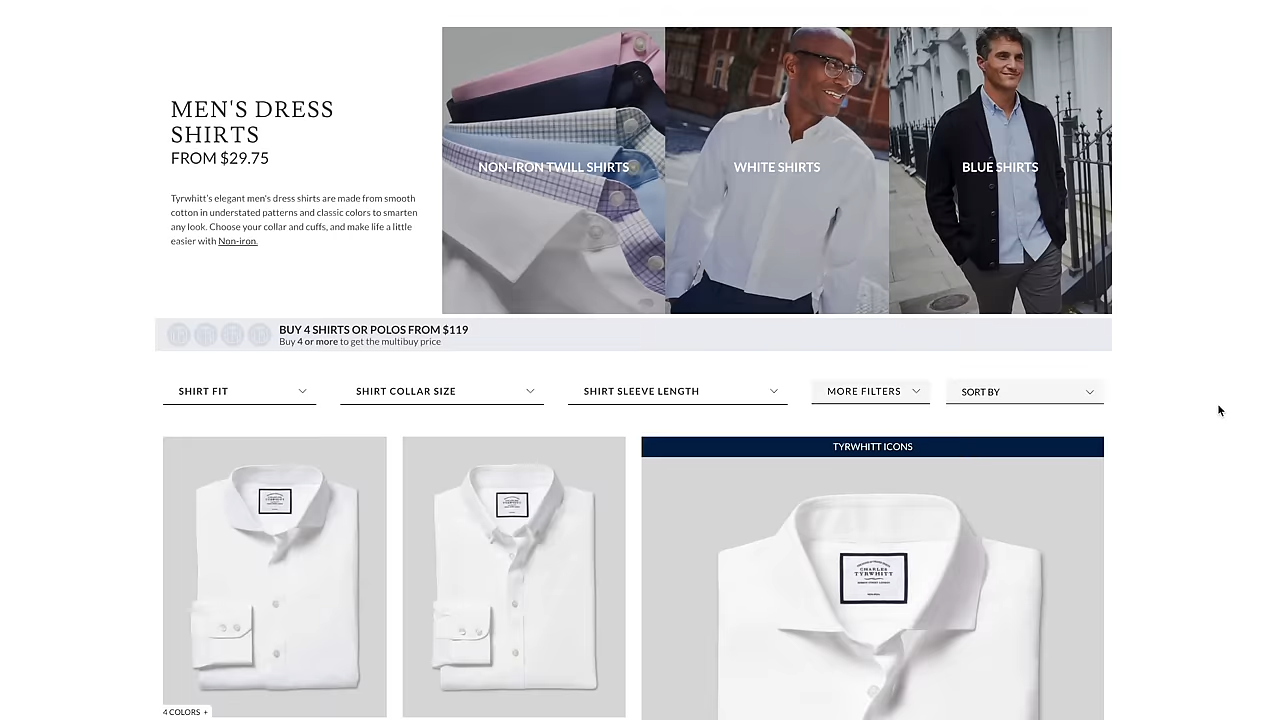 MEN'S DRESS
SHIRTS
FROM $29.75
Tyrwhitt's elegant men's dress shirts are made from smooth
cotton in understated patterns and classic colors to smarten
any look. Choose your collar and cuffs, and make life a little
easier with Non-iron.
NON-IRON TWILL SHIRTS
WHITE SHIRTS
BLUE SHIRTS
BUY 4 SHIRTS OR POLOS FROM $119
Buy 4 or more to get the multibuy price
SHIRT FIT
SHIRT COLLAR SIZE
SHIRT SLEEVE LENGTH
MORE FILTERS
SORT BY
TYRWHITT ICONS
CHARLES
TYRWHITT
4 COLORS +